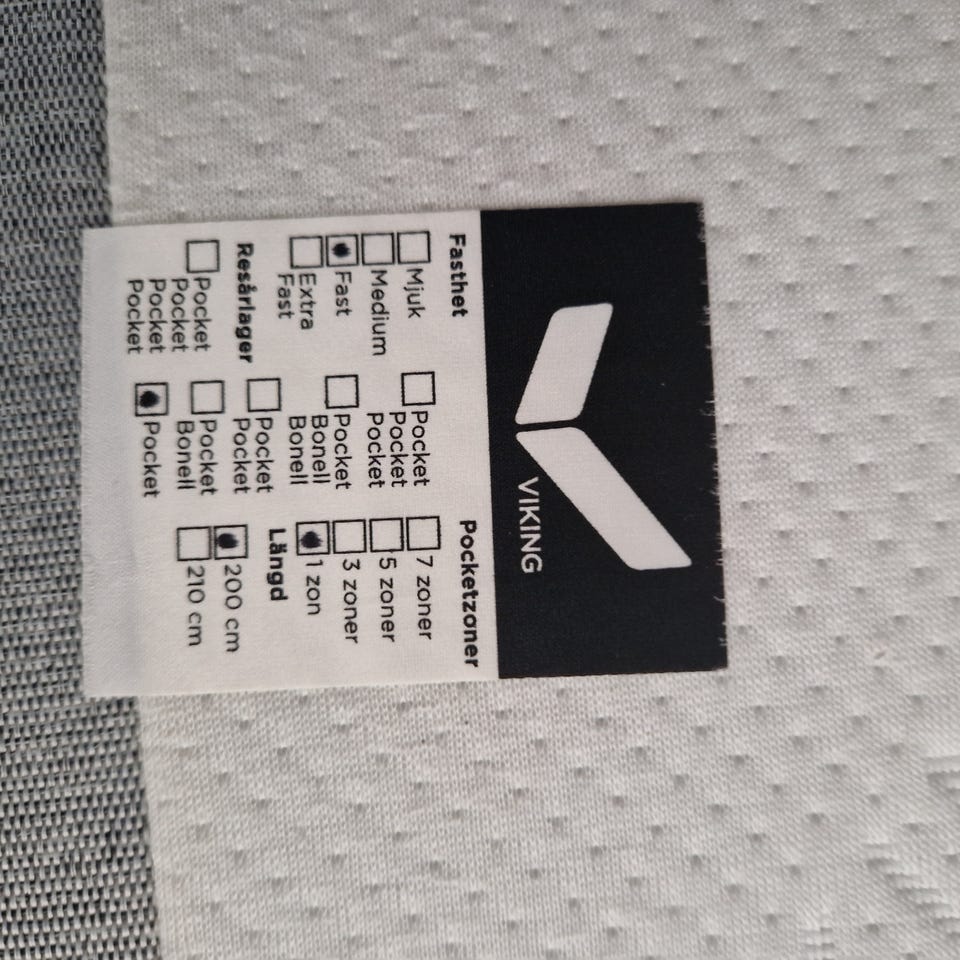 VIKING
Fasthet
☐ Mjuk
☐ Medium
☒ Fast
☐ Extra
Fast
Resårlager
☐ Pocket
Pocket
Pocket
Pocket
☐ Pocket
Pocket
Pocket
☐ Pocket
Bonell
Bonell
☐ Pocket
Pocket
☐ Pocket
Bonell
☒ Pocket
Pocketzoner
☐ 7 zoner
☐ 5 zoner
☐ 3 zoner
☒ 1 zon
Längd
☒ 200 cm
☐ 210 cm